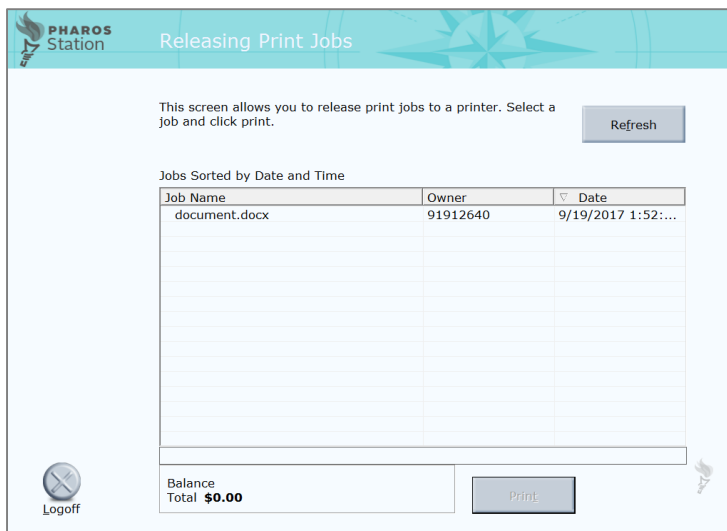 PHAROS
Station
Releasing Print Jobs
This screen allows you to release print jobs to a printer. Select a
job and click print.
Refresh
Jobs Sorted by Date and Time
Job Name Owner Date
document.docx 91912640 9/19/2017 1:52:...
Balance
Total $0.00
Print
Logoff